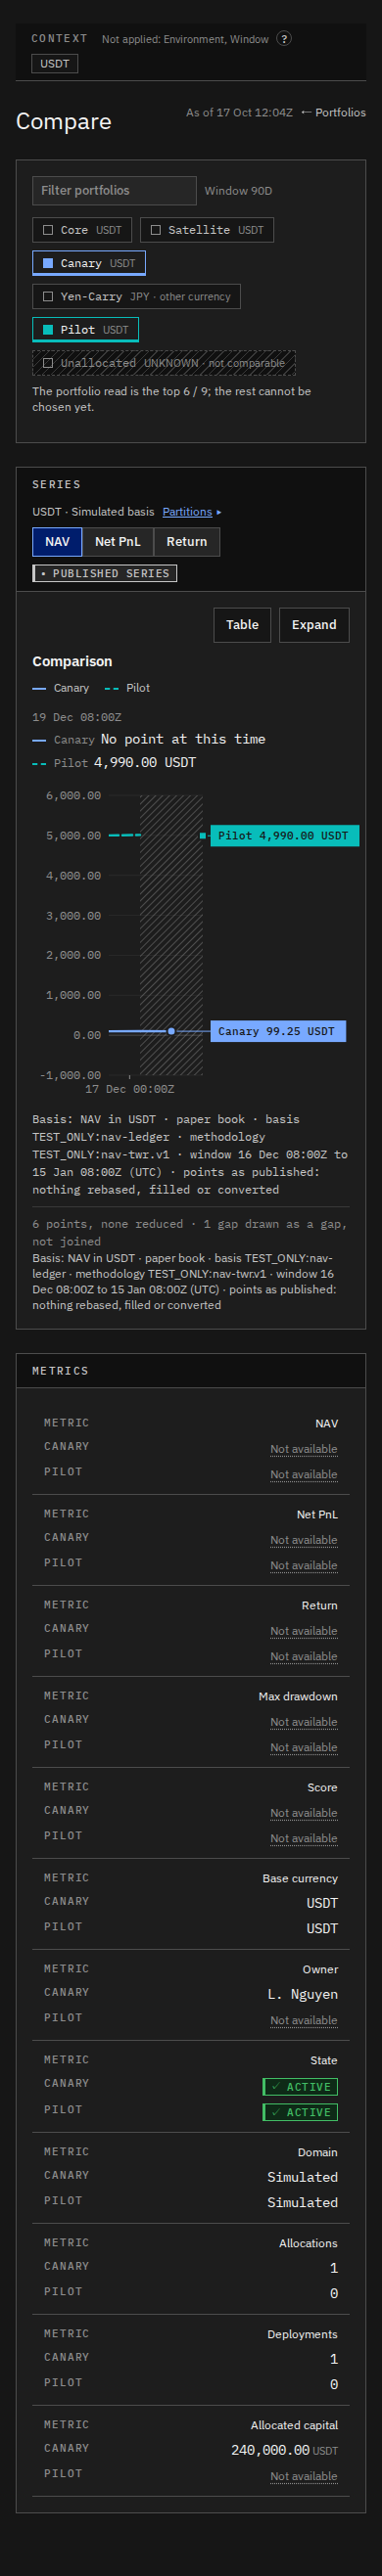 CONTEXT Not applied: Environment, Window ?
USDT
Compare
As of 17 Oct 12:04Z ← Portfolios
Filter portfolios Window 90D
Core USDT Satellite USDT
Canary USDT
Yen-Carry JPY · other currency
Pilot USDT
Unallocated UNKNOWN · not comparable
The portfolio read is the top 6 / 9; the rest cannot be
chosen yet.
SERIES
USDT · Simulated basis Partitions ▸
NAV Net PnL Return
• PUBLISHED SERIES
Table Expand
Comparison
Canary Pilot
19 Dec 08:00Z
Canary No point at this time
Pilot 4,990.00 USDT
6,000.00
5,000.00
Pilot 4,990.00 USDT
4,000.00
3,000.00
2,000.00
1,000.00
0.00
Canary 99.25 USDT
-1,000.00
17 Dec 00:00Z
Basis: NAV in USDT · paper book · basis
TEST_ONLY:nav-ledger · methodology
TEST_ONLY:nav-twr.v1 · window 16 Dec 08:00Z to
15 Jan 08:00Z (UTC) · points as published:
nothing rebased, filled or converted
6 points, none reduced · 1 gap drawn as a gap,
not joined
Basis: NAV in USDT · paper book · basis TEST_ONLY:nav-
ledger · methodology TEST_ONLY:nav-twr.v1 · window 16
Dec 08:00Z to 15 Jan 08:00Z (UTC) · points as published:
nothing rebased, filled or converted
METRICS
METRIC NAV
CANARY Not available
PILOT Not available
METRIC Net PnL
CANARY Not available
PILOT Not available
METRIC Return
CANARY Not available
PILOT Not available
METRIC Max drawdown
CANARY Not available
PILOT Not available
METRIC Score
CANARY Not available
PILOT Not available
METRIC Base currency
CANARY USDT
PILOT USDT
METRIC Owner
CANARY L. Nguyen
PILOT Not available
METRIC State
CANARY ✓ ACTIVE
PILOT ✓ ACTIVE
METRIC Domain
CANARY Simulated
PILOT Simulated
METRIC Allocations
CANARY 1
PILOT 0
METRIC Deployments
CANARY 1
PILOT 0
METRIC Allocated capital
CANARY 240,000.00 USDT
PILOT Not available